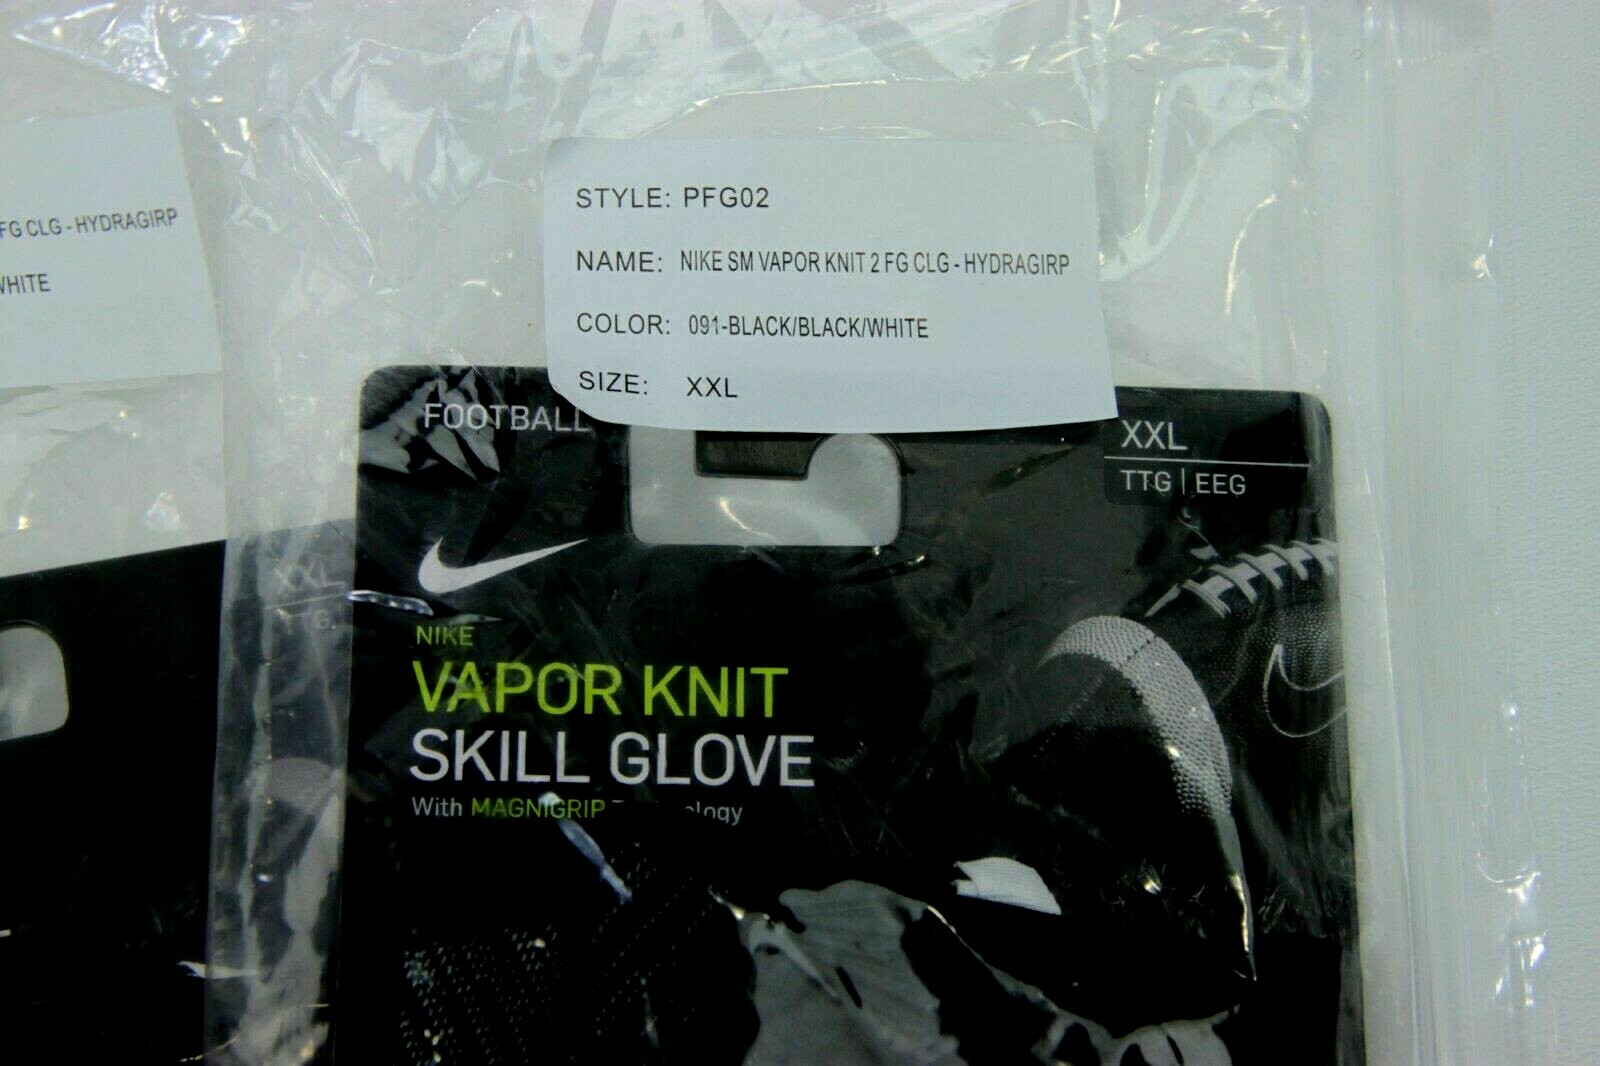 FG CLG - HYDRAGIRP
WHITE
STYLE: PFG02
NAME: NIKE SM VAPOR KNIT 2 FG CLG - HYDRAGIRP
COLOR: 091-BLACK/BLACK/WHITE
SIZE: XXL
FOOTBALL
XXL
TTG | EEG
XXL
TTG
NIKE
VAPOR KNIT
SKILL GLOVE
With MAGNIGRIP